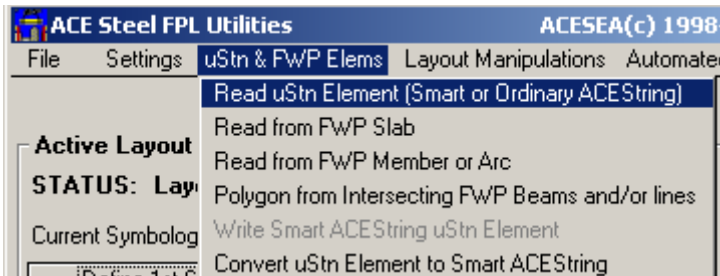 ACE Steel FPL Utilities ACESEA(c) 1998
File Settings uStn & FWP Elems Layout Manipulations Automated
Read uStn Element (Smart or Ordinary ACEString)
Read from FWP Slab
Active Layout
Read from FWP Member or Arc
STATUS: Lay
Polygon from Intersecting FWP Beams and/or lines
Current Symbolog
Write Smart ACEString uStn Element
Convert uStn Element to Smart ACEString